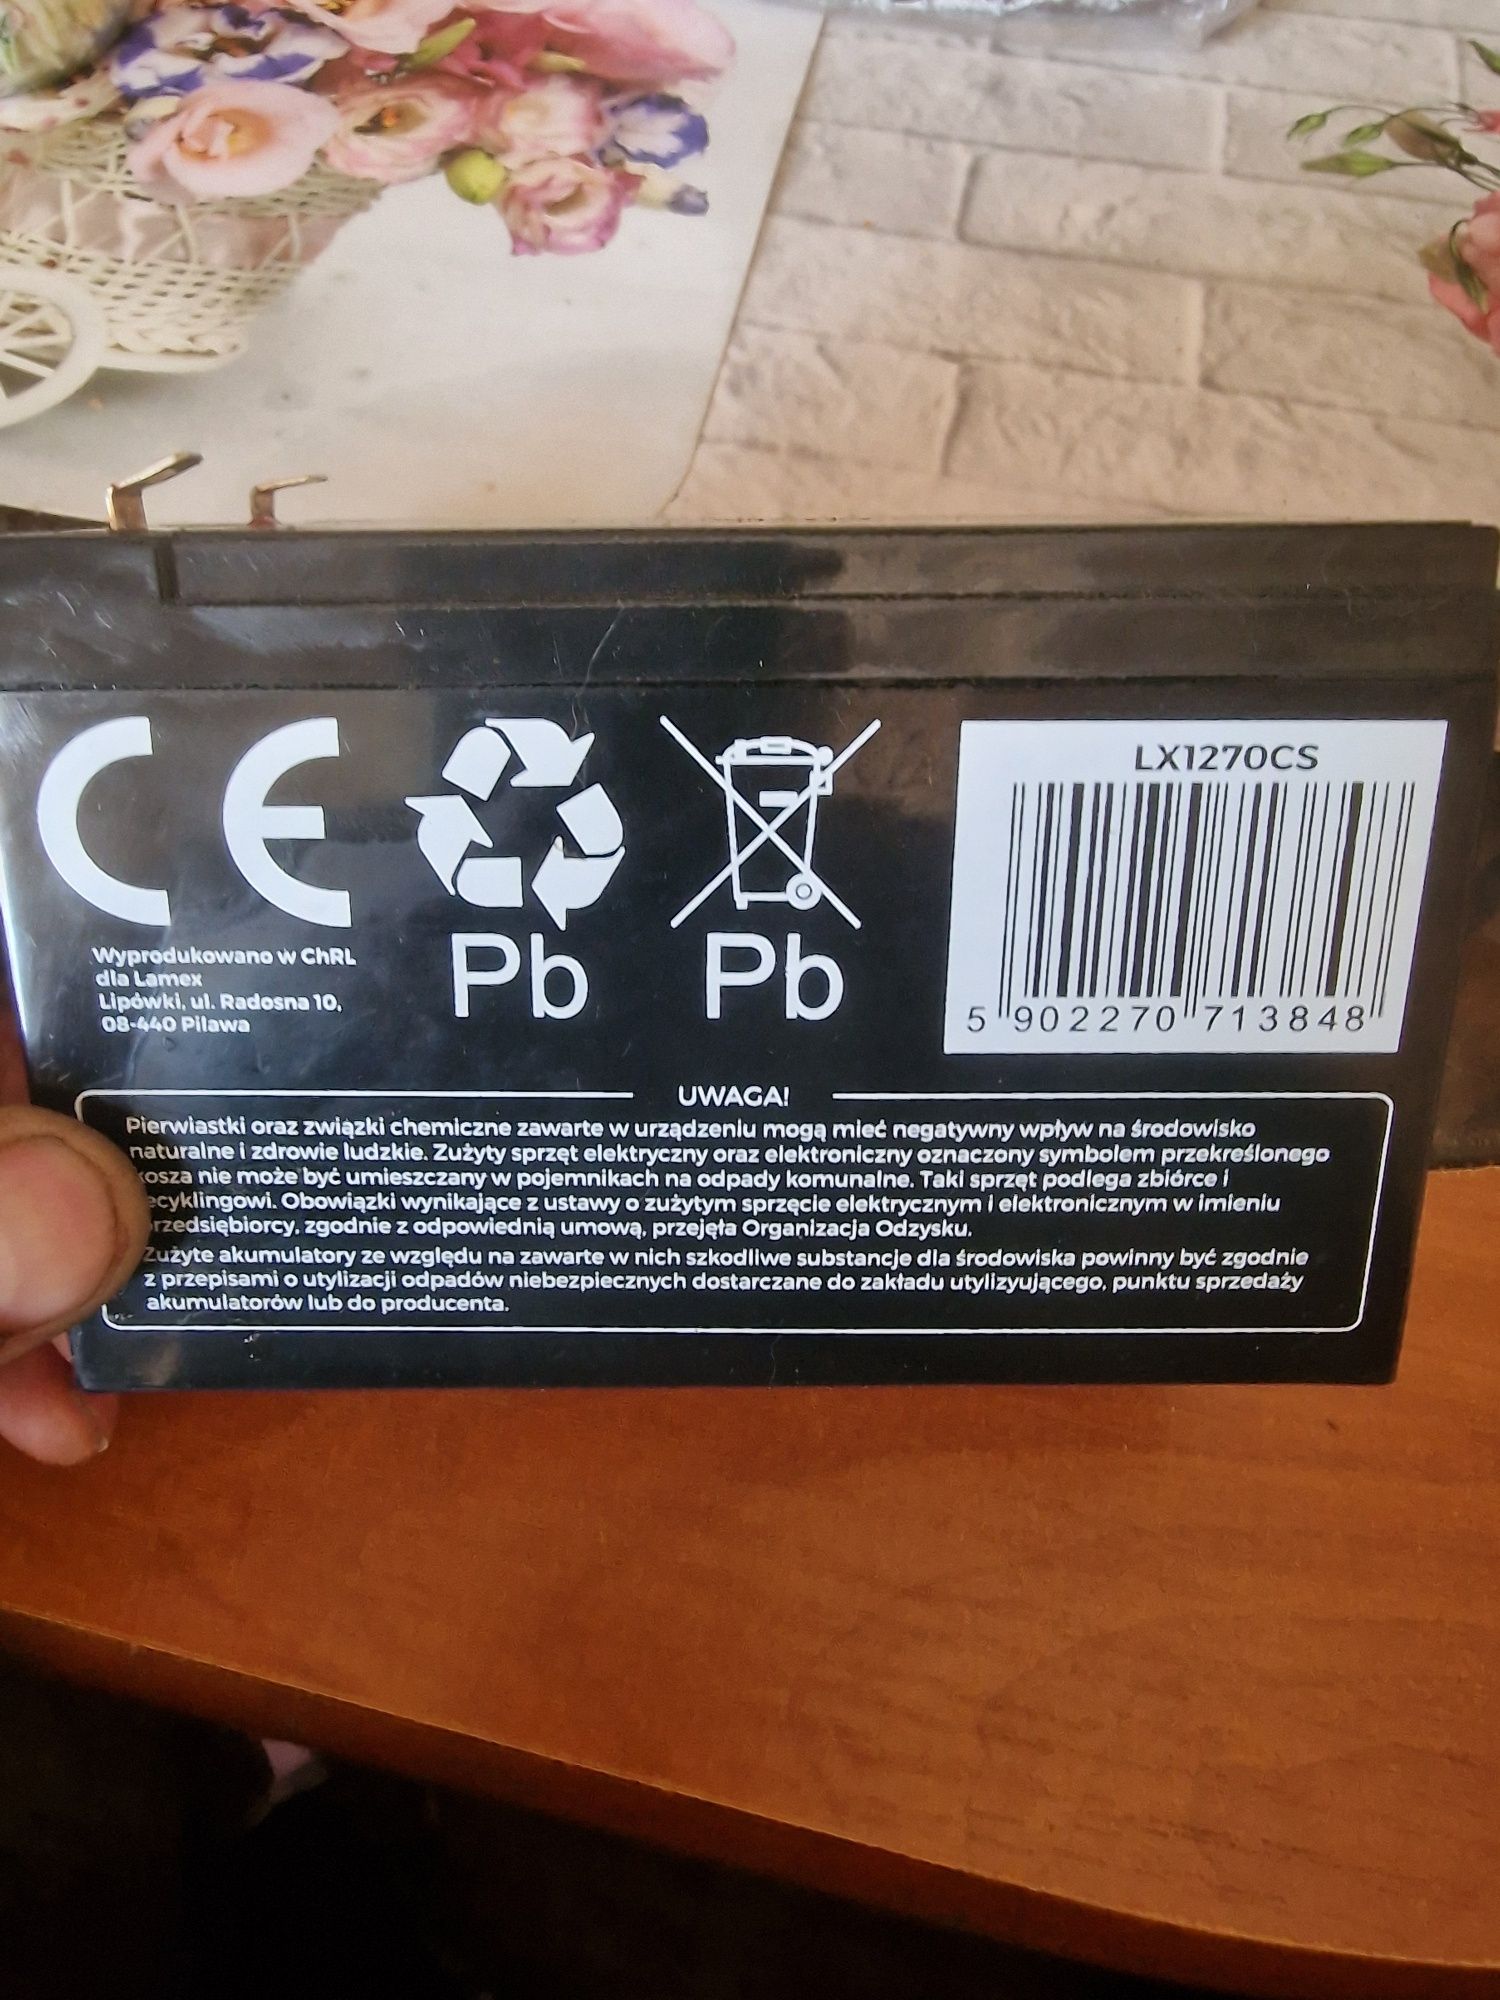 CE
Wyprodukowano w ChRL
dla Lamex
Lipówki, ul. Radosna 10,
08-440 Pilawa
Pb
Pb
LX1270CS
5 902270 713848
UWAGA!
Pierwiastki oraz związki chemiczne zawarte w urządzeniu mogą mieć negatywny wpływ na środowisko
naturalne i zdrowie ludzkie. Zużyty sprzęt elektryczny oraz elektroniczny oznaczony symbolem przekreślonego
kosza nie może być umieszczany w pojemnikach na odpady komunalne. Taki sprzęt podlega zbiórce i
ecyklingowi. Obowiązki wynikające z ustawy o zużytym sprzęcie elektrycznym i elektronicznym w imieniu
rzedsiębiorcy, zgodnie z odpowiednią umową, przejęła Organizacja Odzysku.
Zużyte akumulatory ze względu na zawarte w nich szkodliwe substancje dla środowiska powinny być zgodnie
z przepisami o utylizacji odpadów niebezpiecznych dostarczane do zakładu utylizyującego, punktu sprzedaży
akumulatorów lub do producenta.